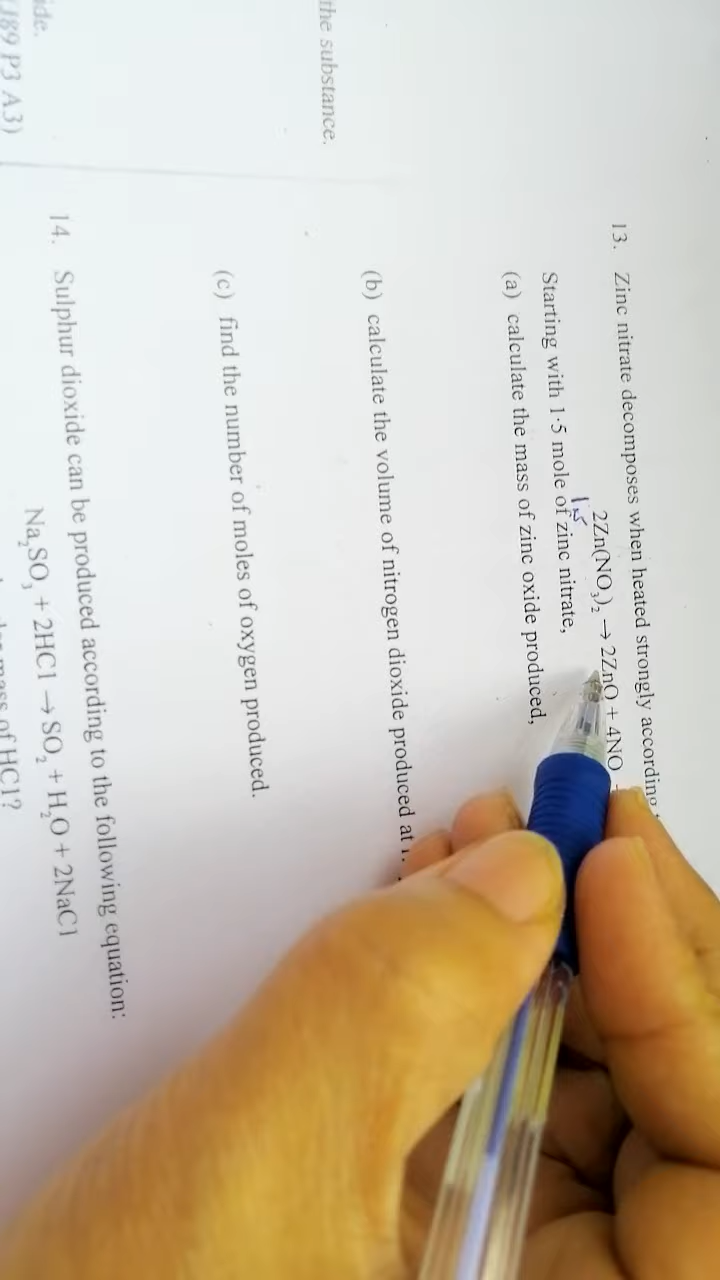 the substance.
ide.
J89 P3 A3)
13. Zinc nitrate decomposes when heated strongly according
2Zn(NO₃)₂ → 2ZnO + 4NO
1.5
Starting with 1·5 mole of zinc nitrate,
(a) calculate the mass of zinc oxide produced,
(b) calculate the volume of nitrogen dioxide produced at
(c) find the number of moles of oxygen produced.
14. Sulphur dioxide can be produced according to the following equation:
Na₂SO₃ + 2HCl → SO₂ + H₂O + 2NaCl
mass of HCl?